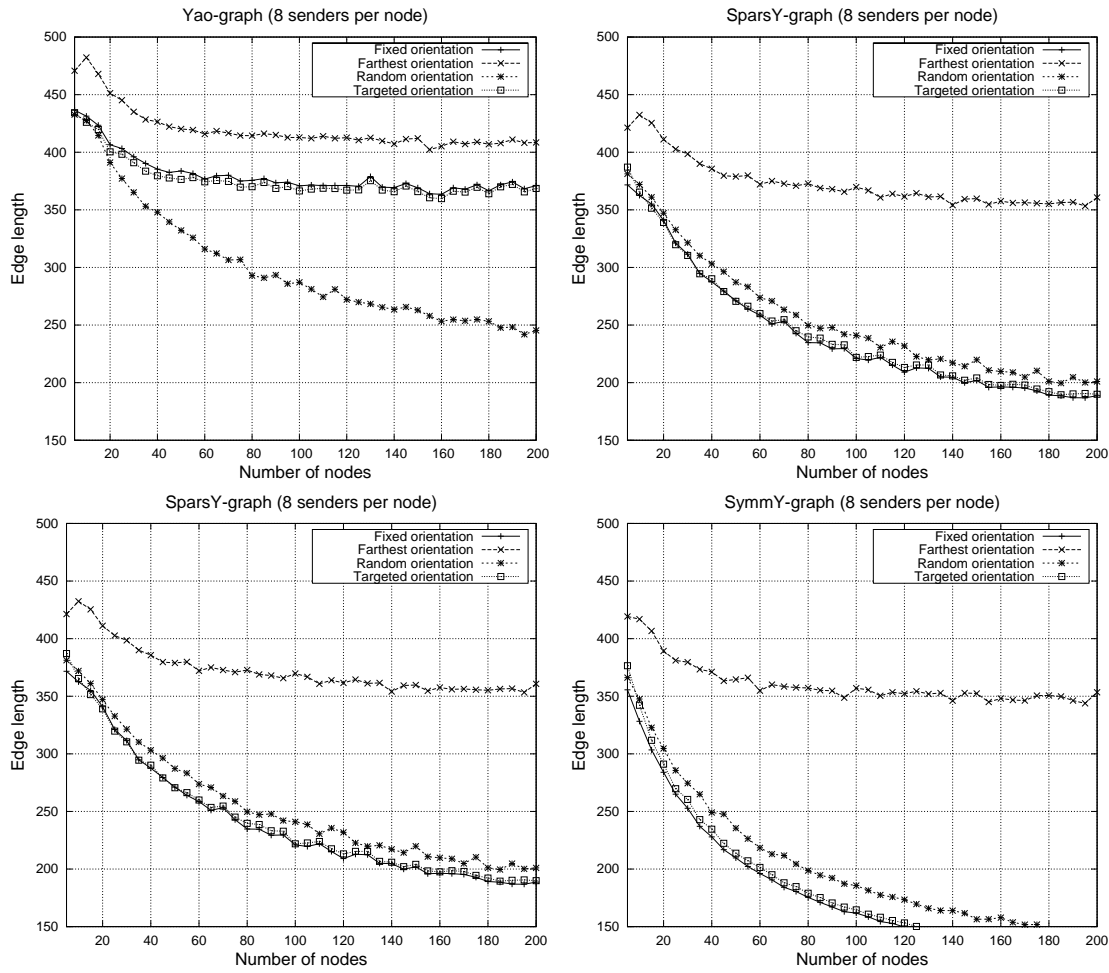 Yao-graph (8 senders per node)
500
450
400
350
300
250
200
150
20 40 60 80 100 120 140 160 180 200
Edge length
Number of nodes
Fixed orientation
Farthest orientation
Random orientation
Targeted orientation
SparsY-graph (8 senders per node)
500
450
400
350
300
250
200
150
20 40 60 80 100 120 140 160 180 200
Edge length
Number of nodes
Fixed orientation
Farthest orientation
Random orientation
Targeted orientation
SparsY-graph (8 senders per node)
500
450
400
350
300
250
200
150
20 40 60 80 100 120 140 160 180 200
Edge length
Number of nodes
Fixed orientation
Farthest orientation
Random orientation
Targeted orientation
SymmY-graph (8 senders per node)
500
450
400
350
300
250
200
150
20 40 60 80 100 120 140 160 180 200
Edge length
Number of nodes
Fixed orientation
Farthest orientation
Random orientation
Targeted orientation